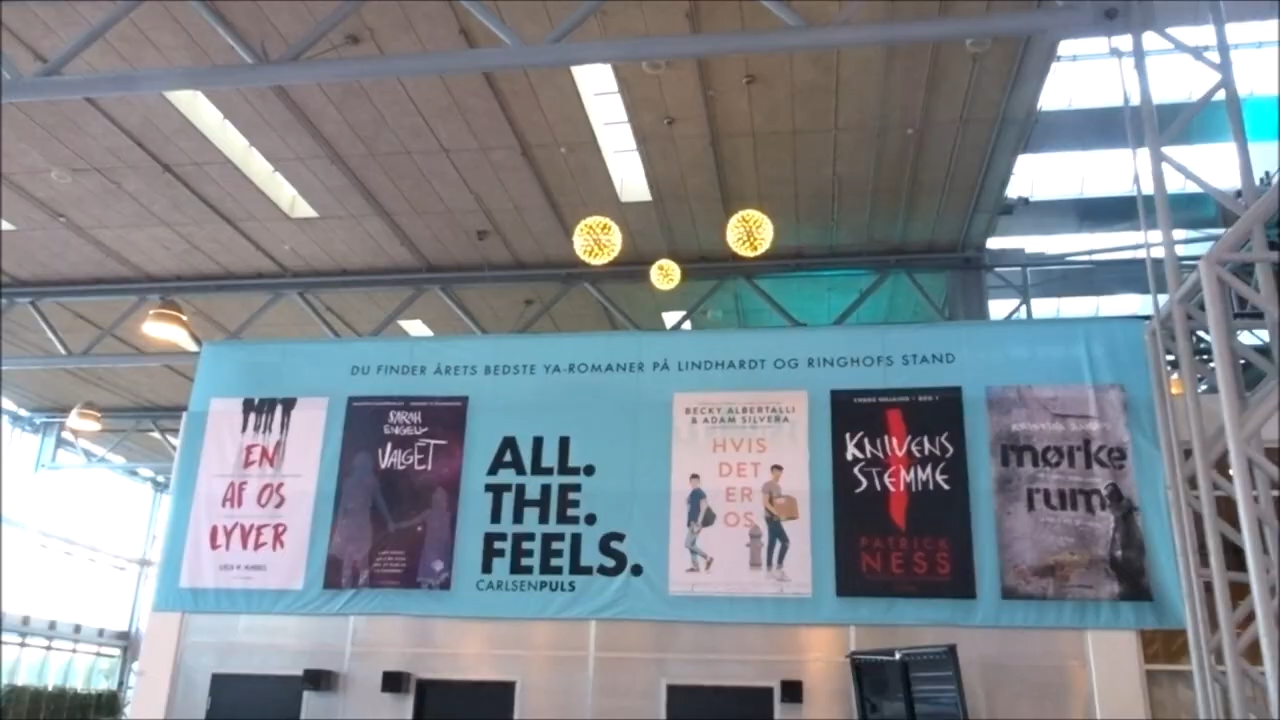 DU FINDER ÅRETS BEDSTE YA-ROMANER PÅ LINDHARDT OG RINGHOFS STAND
EN
AF OS
LYVER
SARAH
ENGELL
VALGET
ALL.
THE.
FEELS.
CARLSENPULS
BECKY ALBERTALLI
& ADAM SILVERA
HVIS
DET
ER
OS
KNIVENS
STEMME
PATRICK
NESS
mørke
rum